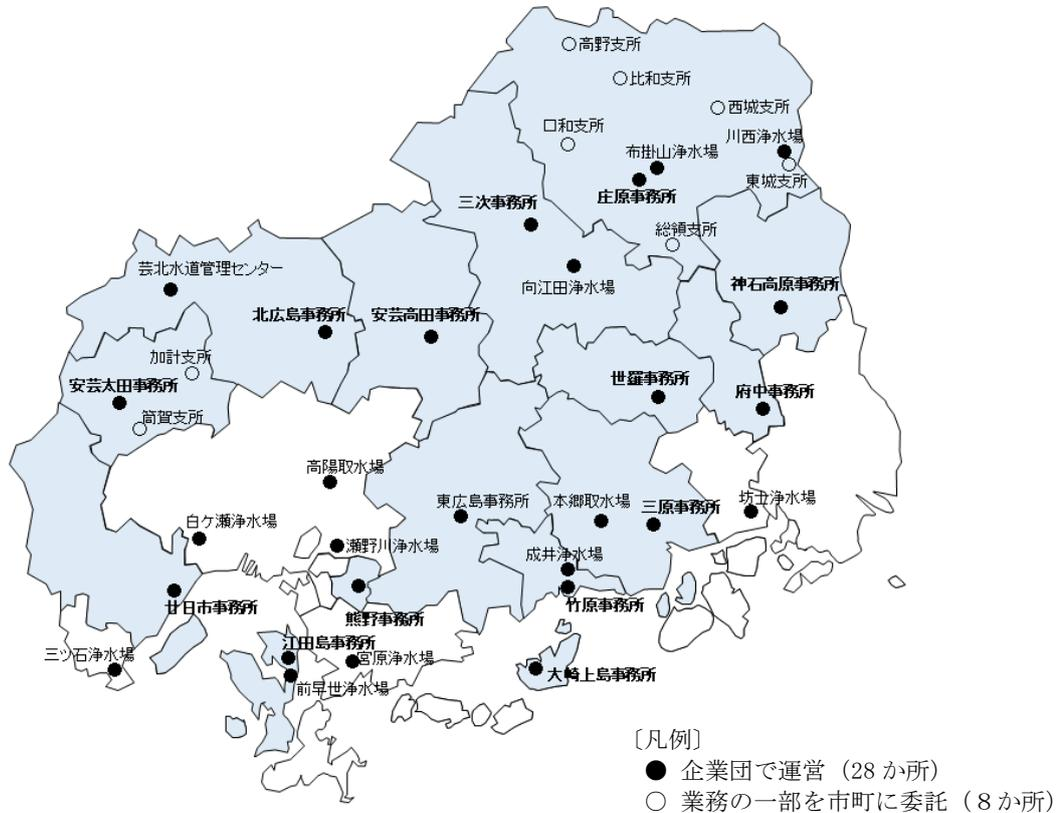 高野支所
比和支所
西城支所
口和支所
川西浄水場
布掛山浄水場
東城支所
庄原事務所
三次事務所
総領支所
芸北水道管理センター
向江田浄水場
神石高原事務所
北広島事務所
安芸高田事務所
加計支所
安芸太田事務所
世羅事務所
府中事務所
筒賀支所
高陽取水場
東広島事務所
本郷取水場
三原事務所
坊士浄水場
白ケ瀬浄水場
瀬野川浄水場
成井浄水場
廿日市事務所
熊野事務所
竹原事務所
江田島事務所
三ツ石浄水場
宮原浄水場
前早世浄水場
大崎上島事務所
〔凡例〕
● 企業団で運営（28 か所）
○ 業務の一部を市町に委託（８か所）